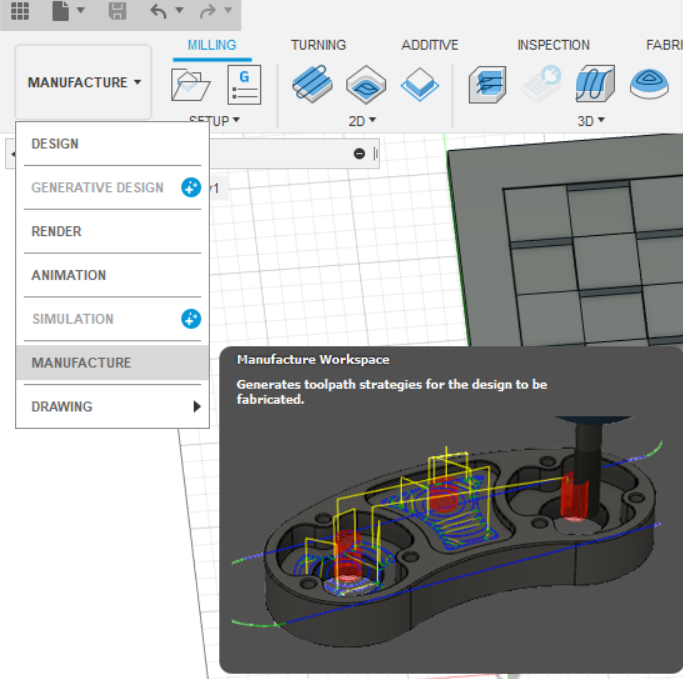 MILLING TURNING ADDITIVE INSPECTION FABRI
MANUFACTURE
G
SETUP 2D 3D
DESIGN
GENERATIVE DESIGN
v1
RENDER
ANIMATION
SIMULATION
MANUFACTURE
DRAWING
Manufacture Workspace
Generates toolpath strategies for the design to be
fabricated.